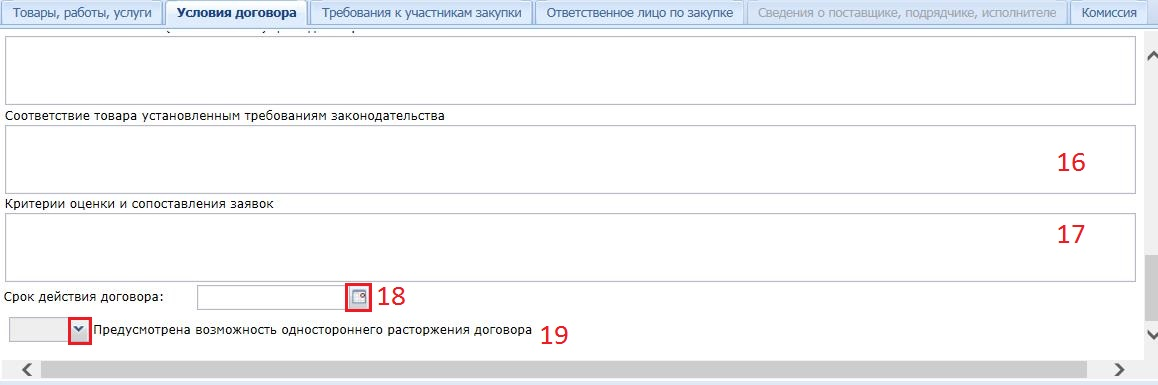 Товары, работы, услуги Условия договора Требования к участникам закупки Ответственное лицо по закупке Сведения о поставщике, подрядчике, исполнителе Комиссия
Соответствие товара установленным требованиям законодательства
16
Критерии оценки и сопоставления заявок
17
Срок действия договора: 18
Предусмотрена возможность одностороннего расторжения договора 19